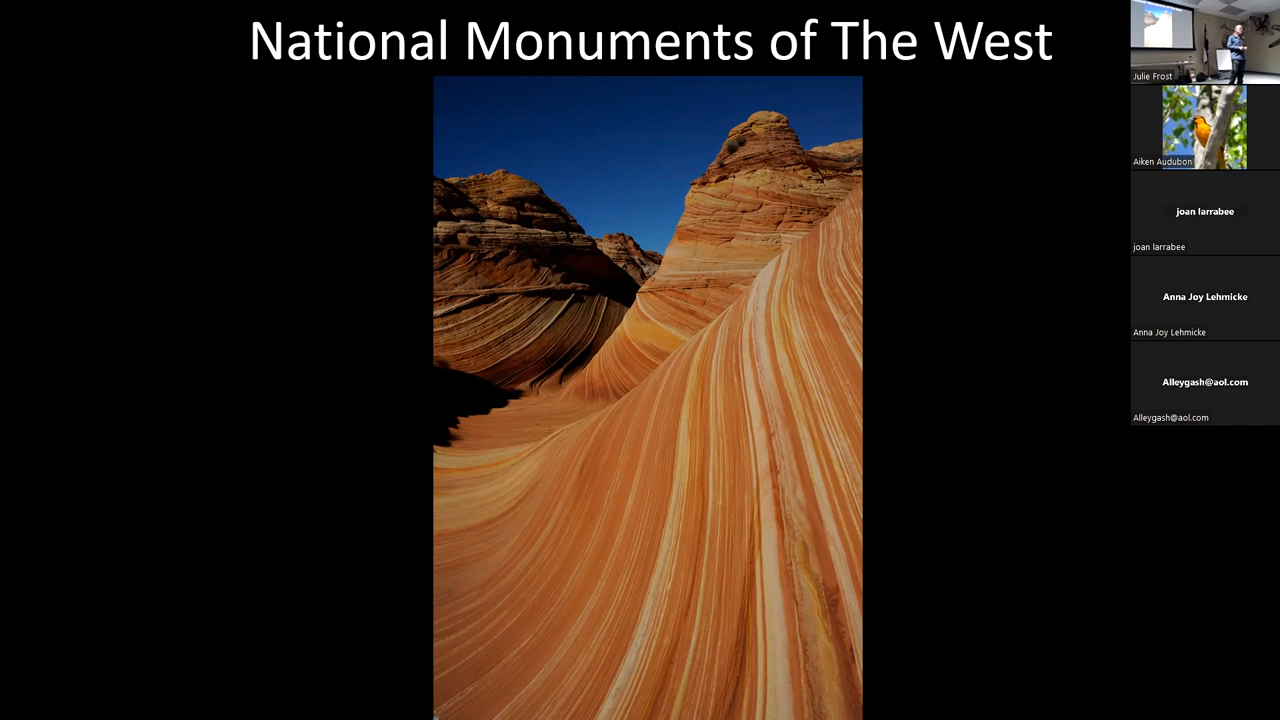 National Monuments of The West
Julie Frost
Aiken Audubon
joan larrabee
joan larrabee
Anna Joy Lehmicke
Anna Joy Lehmicke
Alleygash@aol.com
Alleygash@aol.com